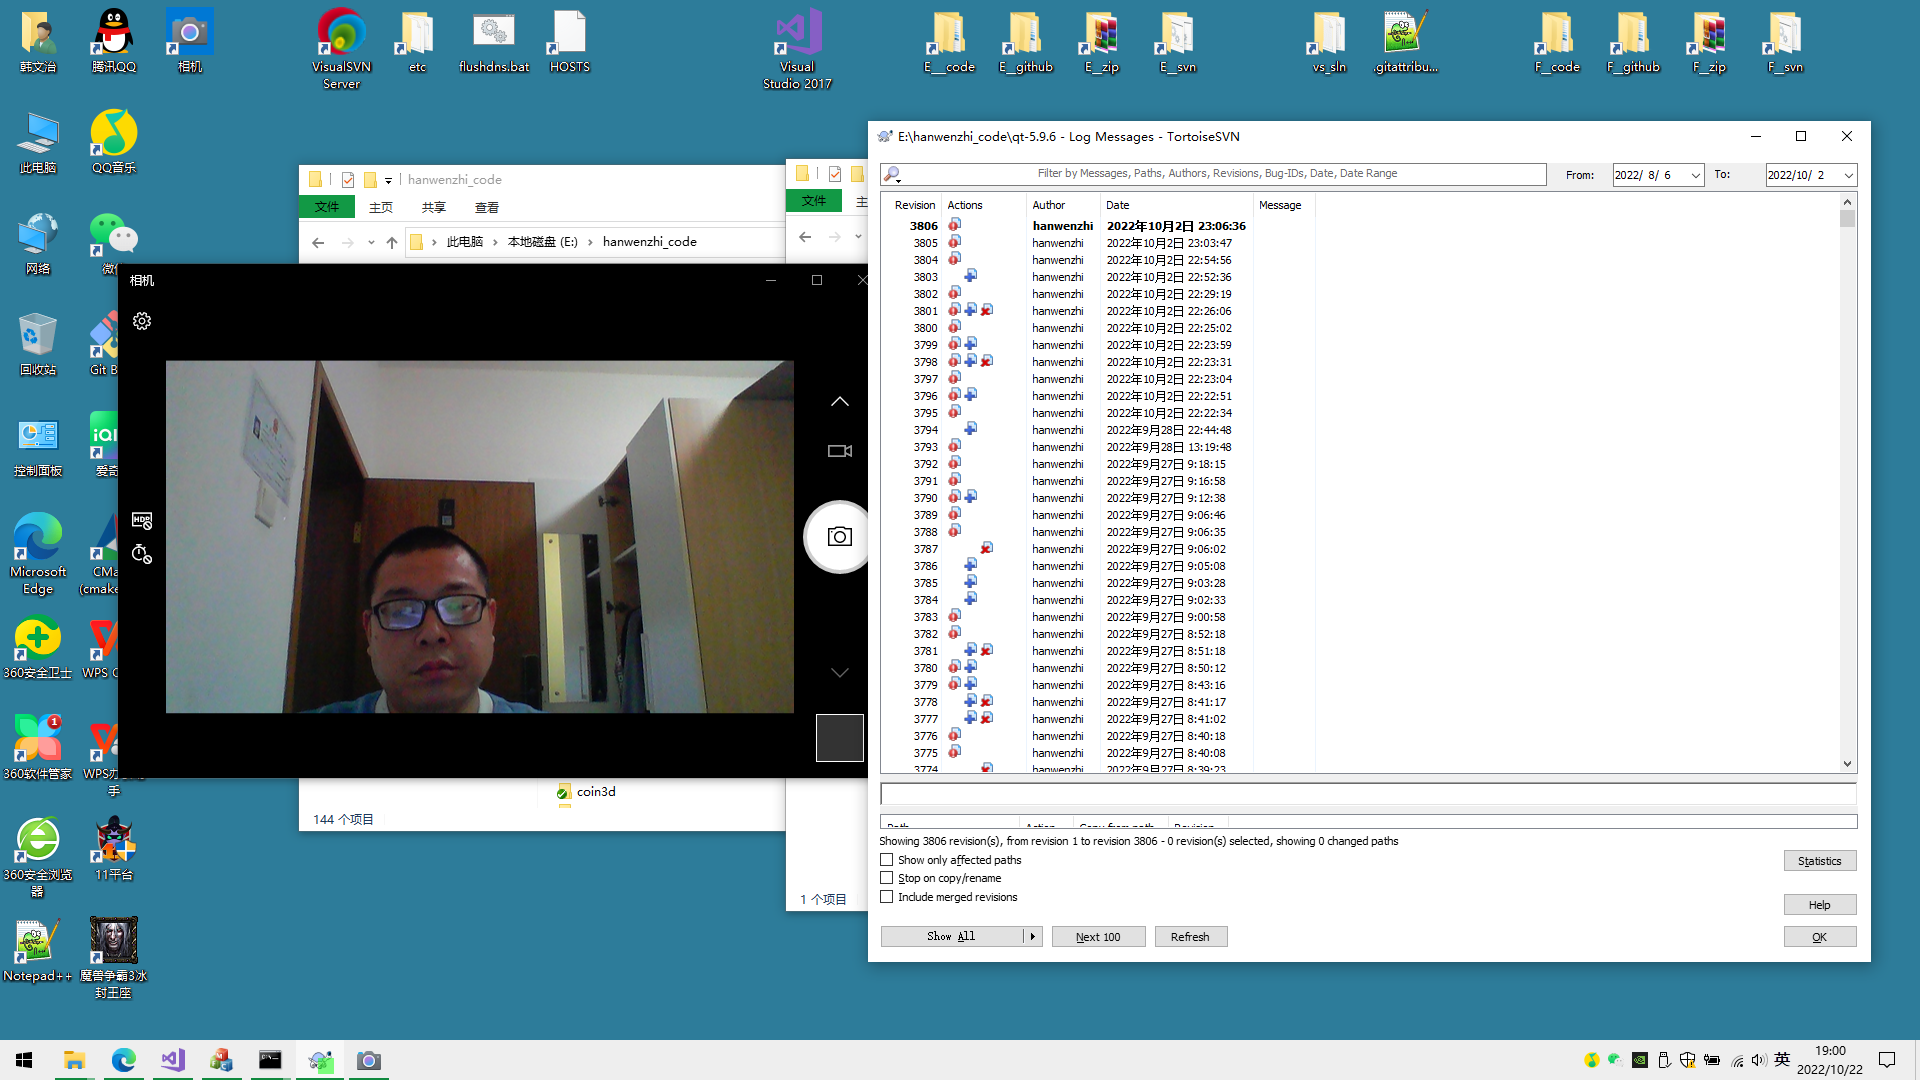 韩文治
腾讯QQ
相机
VisualSVN
Server
etc
flushdns.bat
HOSTS
Visual
Studio 2017
E__code
E__github
E__zip
E__svn
vs_sln
.gitattribu...
F__code
F__github
F__zip
F__svn
此电脑
QQ音乐
网络
回收站
Git B
控制面板
Microsoft
Edge
CMa
(cmake
360安全卫士
WPS O
360软件管家
1
WPS办
手
360安全浏览
器
11平台
Notepad++
魔兽争霸3冰
封王座
hanwenzhi_code
文件
主页
共享
查看
此电脑
本地磁盘 (E:)
hanwenzhi_code
coin3d
144 个项目
文件
1 个项目
相机
HDR
E:\hanwenzhi_code\qt-5.9.6 - Log Messages - TortoiseSVN
Filter by Messages, Paths, Authors, Revisions, Bug-IDs, Date, Date Range
From:
2022/ 8/ 6
To:
2022/10/ 2
Revision Actions Author Date Message
3806 hanwenzhi 2022年10月2日 23:06:36
3805 hanwenzhi 2022年10月2日 23:03:47
3804 hanwenzhi 2022年10月2日 22:54:56
3803 hanwenzhi 2022年10月2日 22:52:36
3802 hanwenzhi 2022年10月2日 22:29:19
3801 hanwenzhi 2022年10月2日 22:26:06
3800 hanwenzhi 2022年10月2日 22:25:02
3799 hanwenzhi 2022年10月2日 22:23:59
3798 hanwenzhi 2022年10月2日 22:23:31
3797 hanwenzhi 2022年10月2日 22:23:04
3796 hanwenzhi 2022年10月2日 22:22:51
3795 hanwenzhi 2022年10月2日 22:22:34
3794 hanwenzhi 2022年9月28日 22:44:48
3793 hanwenzhi 2022年9月28日 13:19:48
3792 hanwenzhi 2022年9月27日 9:18:15
3791 hanwenzhi 2022年9月27日 9:16:58
3790 hanwenzhi 2022年9月27日 9:12:38
3789 hanwenzhi 2022年9月27日 9:06:46
3788 hanwenzhi 2022年9月27日 9:06:35
3787 hanwenzhi 2022年9月27日 9:06:02
3786 hanwenzhi 2022年9月27日 9:05:08
3785 hanwenzhi 2022年9月27日 9:03:28
3784 hanwenzhi 2022年9月27日 9:02:33
3783 hanwenzhi 2022年9月27日 9:00:58
3782 hanwenzhi 2022年9月27日 8:52:18
3781 hanwenzhi 2022年9月27日 8:51:18
3780 hanwenzhi 2022年9月27日 8:50:12
3779 hanwenzhi 2022年9月27日 8:43:16
3778 hanwenzhi 2022年9月27日 8:41:17
3777 hanwenzhi 2022年9月27日 8:41:02
3776 hanwenzhi 2022年9月27日 8:40:18
3775 hanwenzhi 2022年9月27日 8:40:08
3774 hanwenzhi 2022年9月27日 8:39:23
Path Action Copy from path Revision
Showing 3806 revision(s), from revision 1 to revision 3806 - 0 revision(s) selected, showing 0 changed paths
Show only affected paths
Stop on copy/rename
Include merged revisions
Statistics
Help
Show All
Next 100
Refresh
OK
英
19:00
2022/10/22